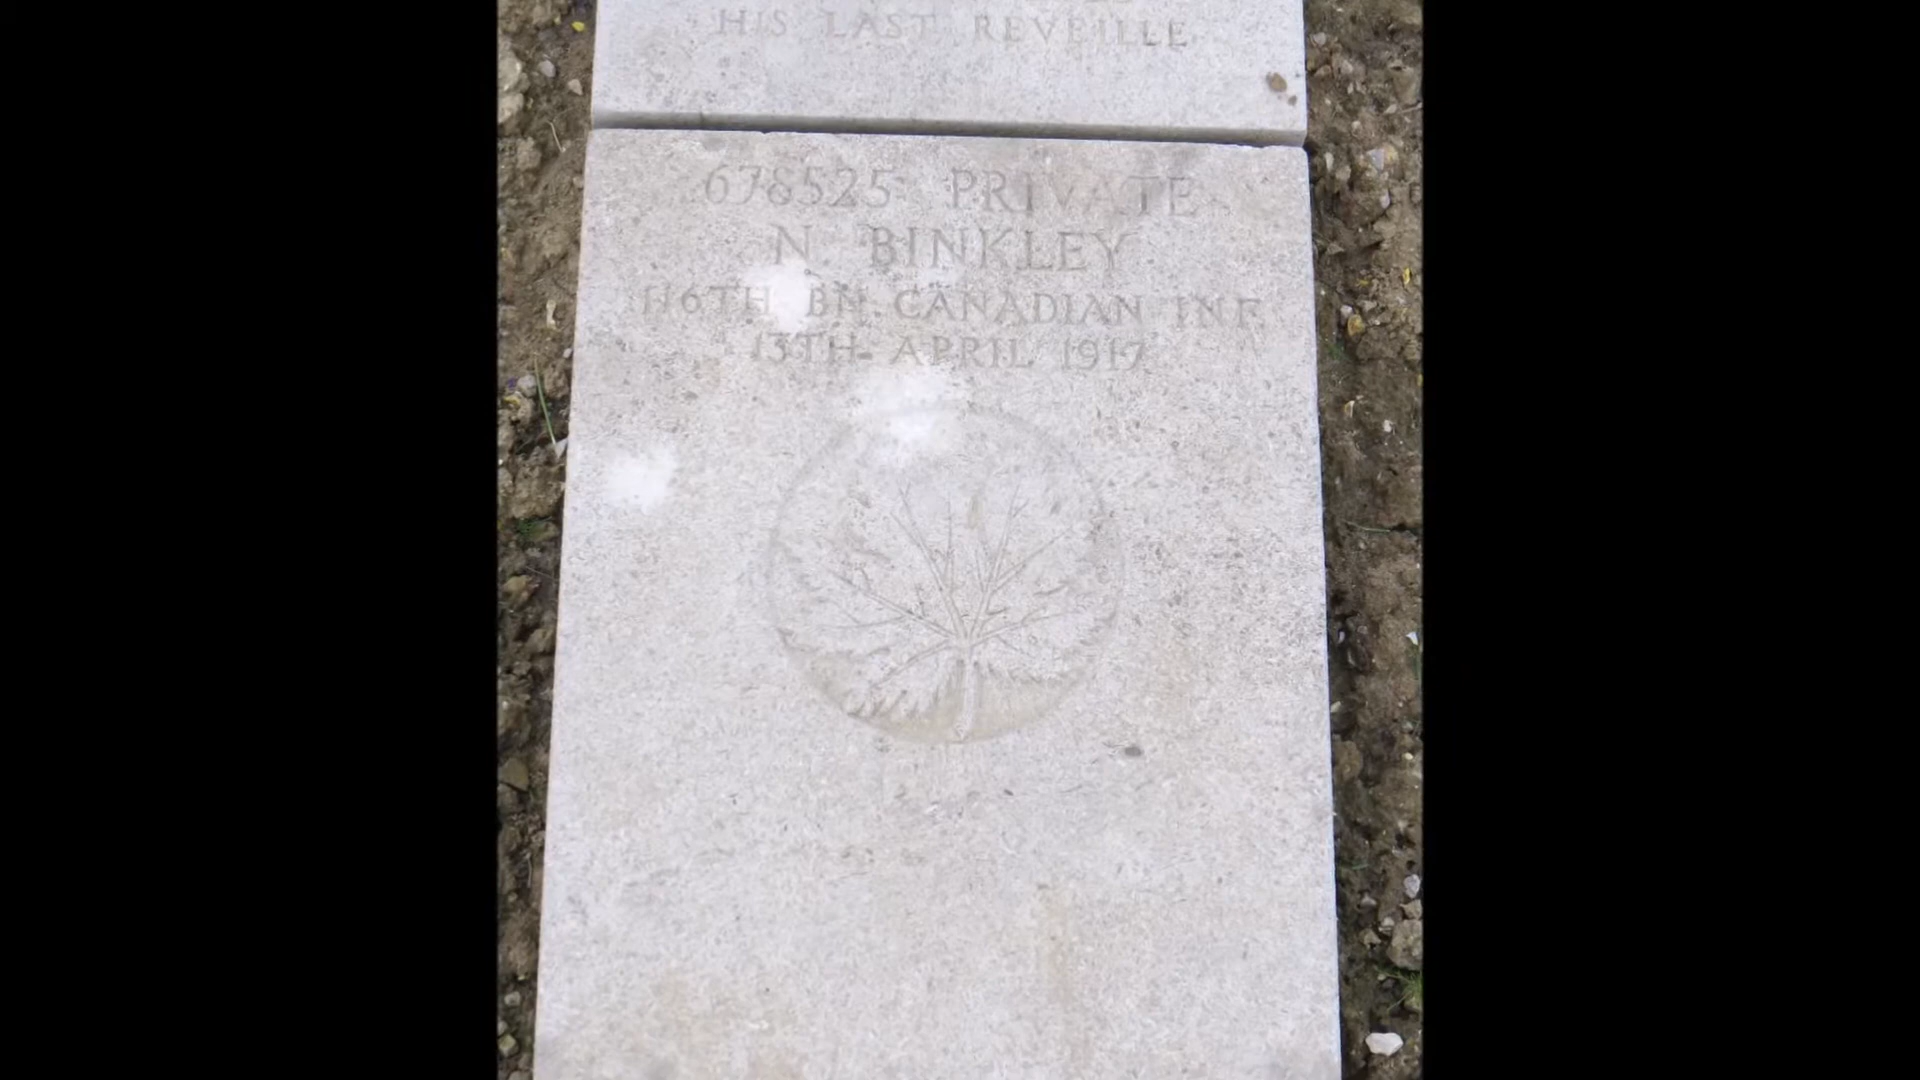 HIS LAST REVEILLE
678525 PRIVATE
N. BINKLEY
116TH BN. CANADIAN INF.
13TH APRIL 1917